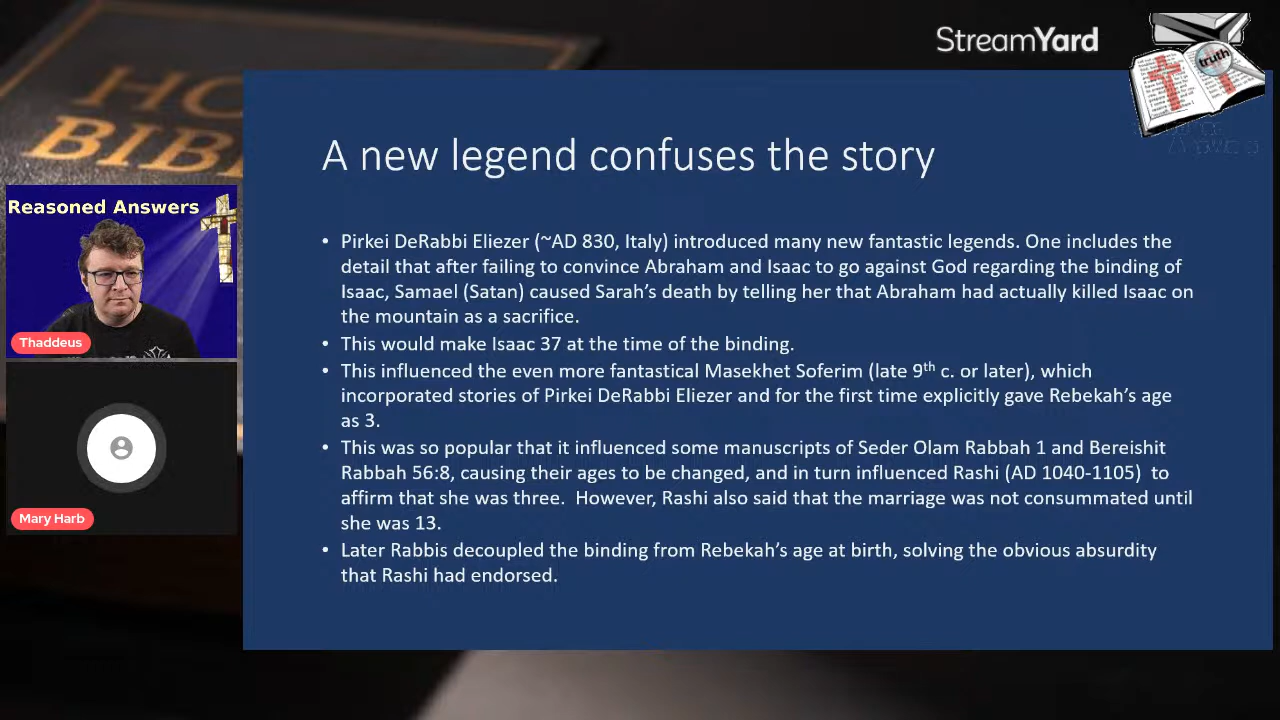 StreamYard
truth
HO
BIB
A new legend confuses the story
Reasoned Answers
• Pirkei DeRabbi Eliezer (~AD 830, Italy) introduced many new fantastic legends. One includes the
detail that after failing to convince Abraham and Isaac to go against God regarding the binding of
Isaac, Samael (Satan) caused Sarah’s death by telling her that Abraham had actually killed Isaac on
the mountain as a sacrifice.
• This would make Isaac 37 at the time of the binding.
• This influenced the even more fantastical Masekhet Soferim (late 9th c. or later), which
incorporated stories of Pirkei DeRabbi Eliezer and for the first time explicitly gave Rebekah’s age
as 3.
• This was so popular that it influenced some manuscripts of Seder Olam Rabbah 1 and Bereishit
Rabbah 56:8, causing their ages to be changed, and in turn influenced Rashi (AD 1040-1105) to
affirm that she was three. However, Rashi also said that the marriage was not consummated until
she was 13.
• Later Rabbis decoupled the binding from Rebekah’s age at birth, solving the obvious absurdity
that Rashi had endorsed.
Thaddeus
Mary Harb